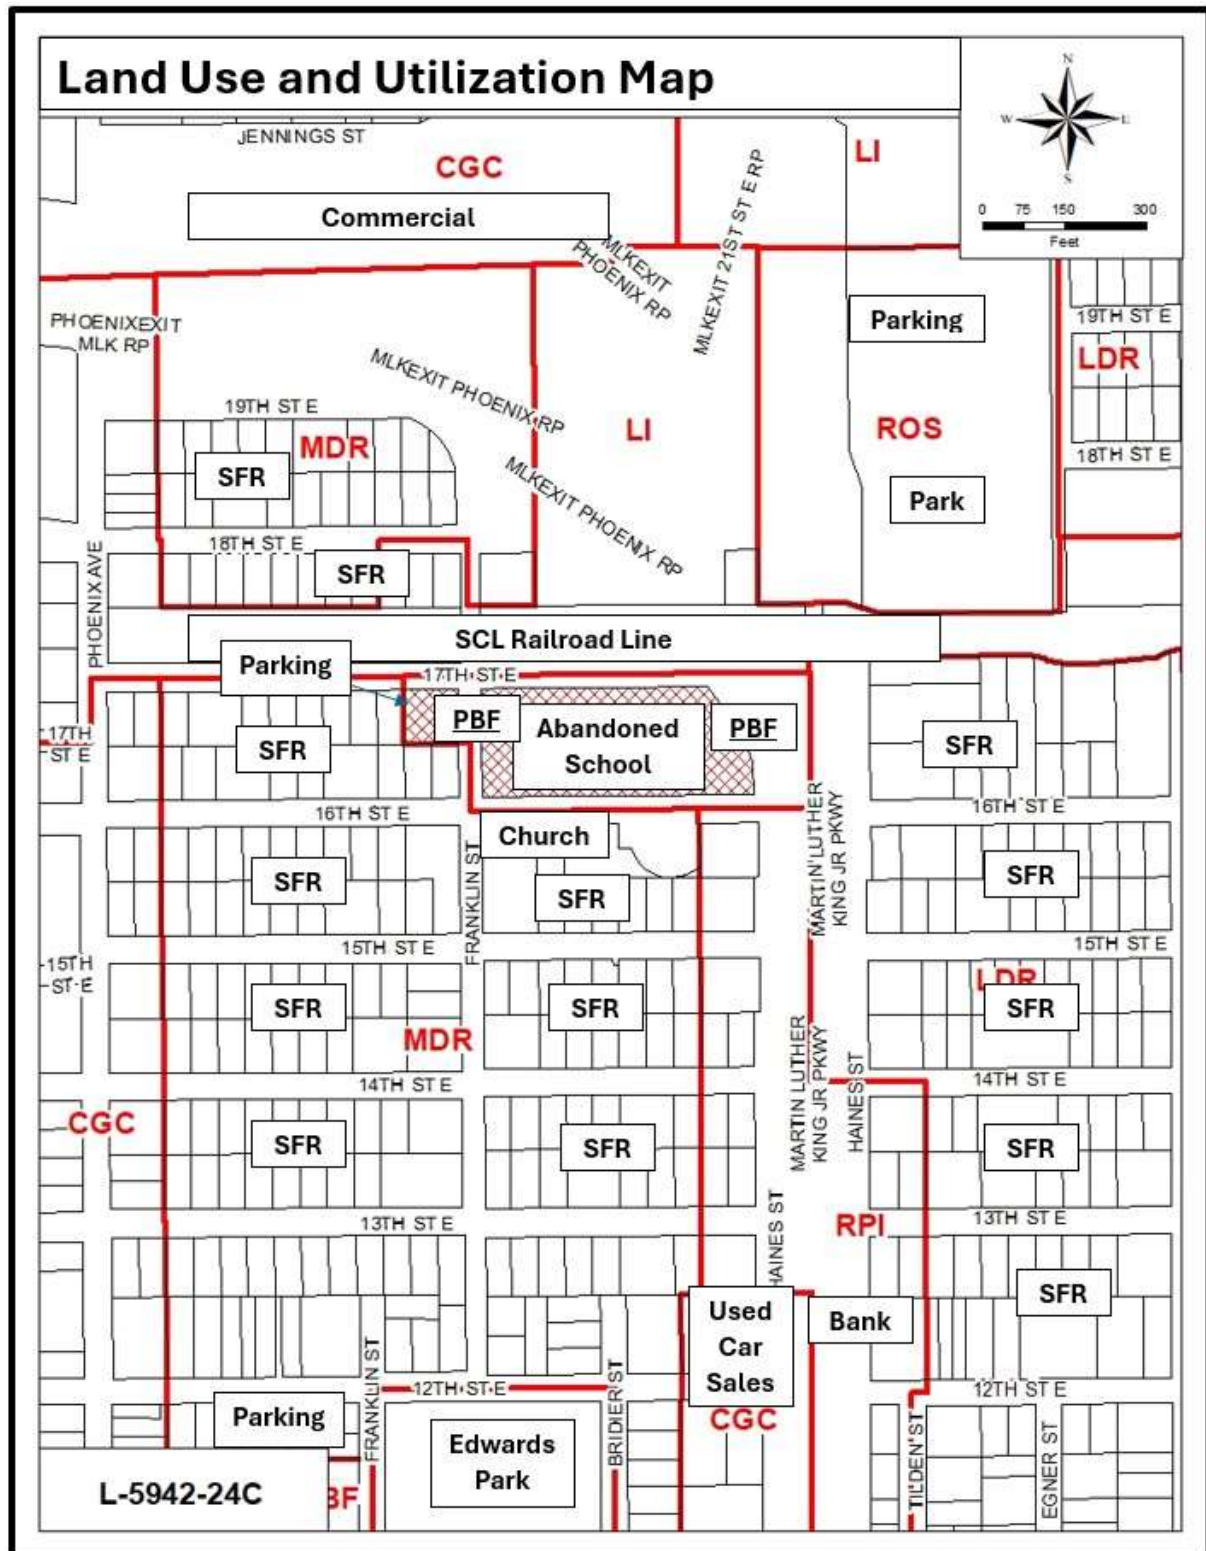 Land Use and Utilization Map
N
W
E
S
0 75 150 300
Feet
JENNINGS ST
CGC
LI
Commercial
MLKEXIT
PHOENIX RP
MLKEXIT 21ST ST E RP
PHOENIXEXIT
MLK RP
Parking
19TH ST E
LDR
MLKEXIT PHOENIX RP
19TH ST E
MDR
LI
ROS
18TH ST E
SFR
MLKEXIT PHOENIX RP
Park
18TH ST E
SFR
PHOENIX AVE
SCL Railroad Line
Parking
17TH ST E
PBF
Abandoned
School
PBF
17TH
ST E
SFR
SFR
16TH ST E
16TH ST E
MARTIN LUTHER
KING JR PKWY
Church
FRANKLIN ST
SFR
SFR
SFR
15TH ST E
15TH ST E
15TH
ST E
LDR
SFR
SFR
SFR
MDR
MARTIN LUTHER
KING JR PKWY
HAINES ST
14TH ST E
14TH ST E
CGC
SFR
SFR
SFR
13TH ST E
13TH ST E
HAINES ST
RPI
SFR
Used
Car
Sales
Bank
12TH ST E
12TH ST E
FRANKLIN ST
BRIDIER ST
Parking
CGC
Edwards
Park
TILDEN ST
EGNER ST
L-5942-24C
BF